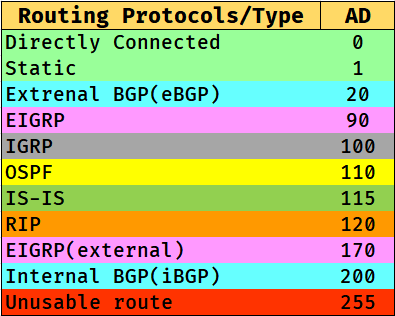 Routing Protocols/Type AD
Directly Connected 0
Static 1
Extrenal BGP(eBGP) 20
EIGRP 90
IGRP 100
OSPF 110
IS-IS 115
RIP 120
EIGRP(external) 170
Internal BGP(iBGP) 200
Unusable route 255